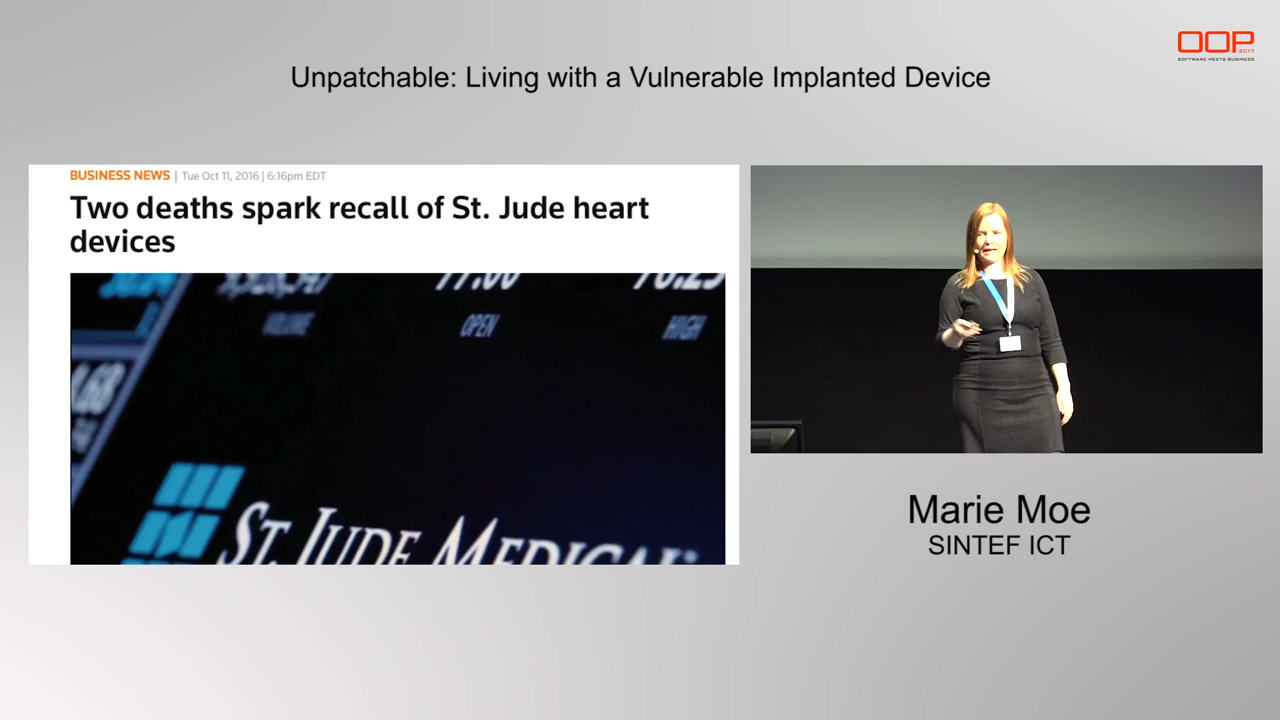 OOP
2017
SOFTWARE MEETS BUSINESS
Unpatchable: Living with a Vulnerable Implanted Device
BUSINESS NEWS | Tue Oct 11, 2016 | 6:16pm EDT
Two deaths spark recall of St. Jude heart
devices
VOLUME
OPEN
HIGH
ST. JUDE MEDICAL
Marie Moe
SINTEF ICT